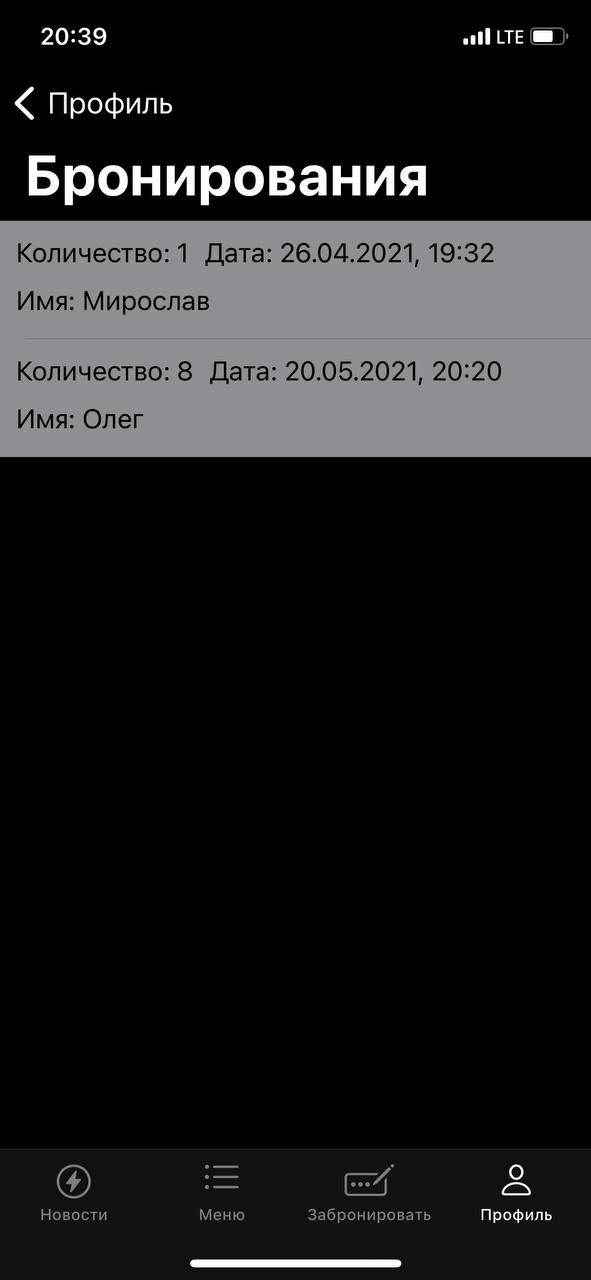 20:39 LTE
Профиль
Бронирования
Количество: 1 Дата: 26.04.2021, 19:32
Имя: Мирослав
Количество: 8 Дата: 20.05.2021, 20:20
Имя: Олег
Новости Меню Забронировать Профиль